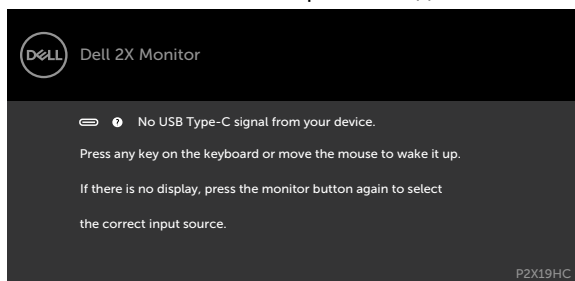 DELL
Dell 2X Monitor
? No USB Type-C signal from your device.
Press any key on the keyboard or move the mouse to wake it up.
If there is no display, press the monitor button again to select
the correct input source.
P2X19HC